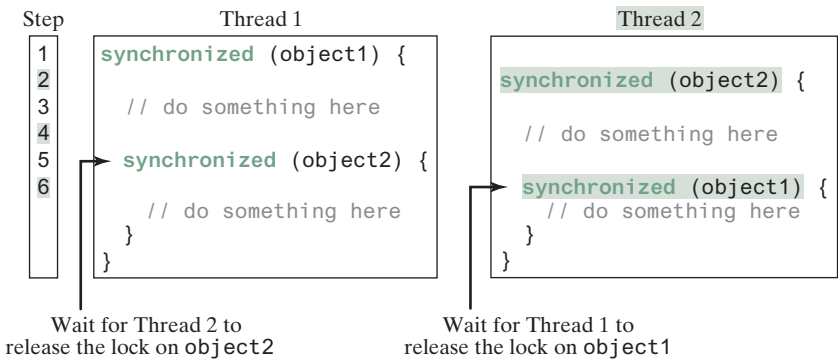 Step
1
2
3
4
5
6
Thread 1
synchronized (object1) {
// do something here
synchronized (object2) {
// do something here
}
}
Wait for Thread 2 to
release the lock on object2
Thread 2
synchronized (object2) {
// do something here
synchronized (object1) {
// do something here
}
}
Wait for Thread 1 to
release the lock on object1